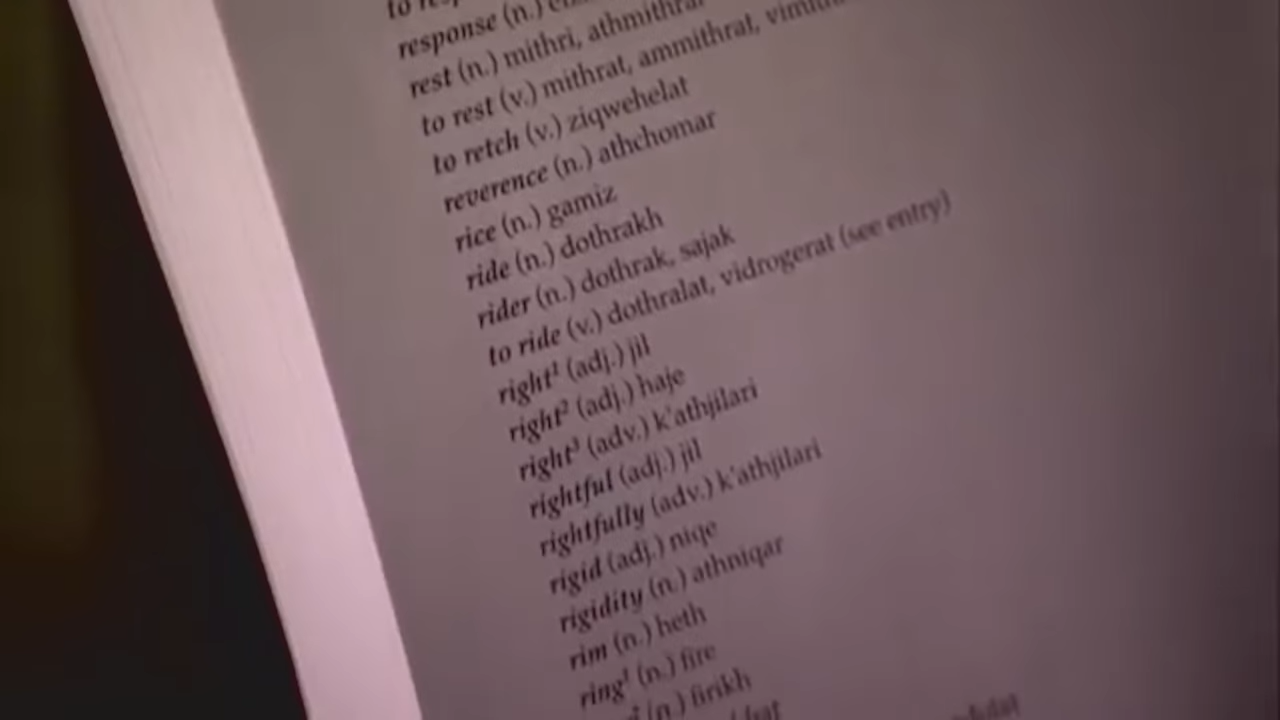 response (n.)
rest (n.) mithri, athmithrar
to rest (v.) mithrat, ammithrat,
to retch (v.) ziqwehelat
reverence (n.) athchomar
rice (n.) gamiz
ride (n.) dothrakh
rider (n.) dothrak, sajak
to ride (v.) dothralat, vidrogerat (see entry)
right¹ (adj.) jil
right² (adj.) haje
right³ (adv.) k'athjilari
rightful (adj.) jil
rightfully (adv.) k'athjilari
rigid (adj.) niqe
rigidity (n.) athniqar
rim (n.) heth
ring¹ (n.) fire
(n.) firikh